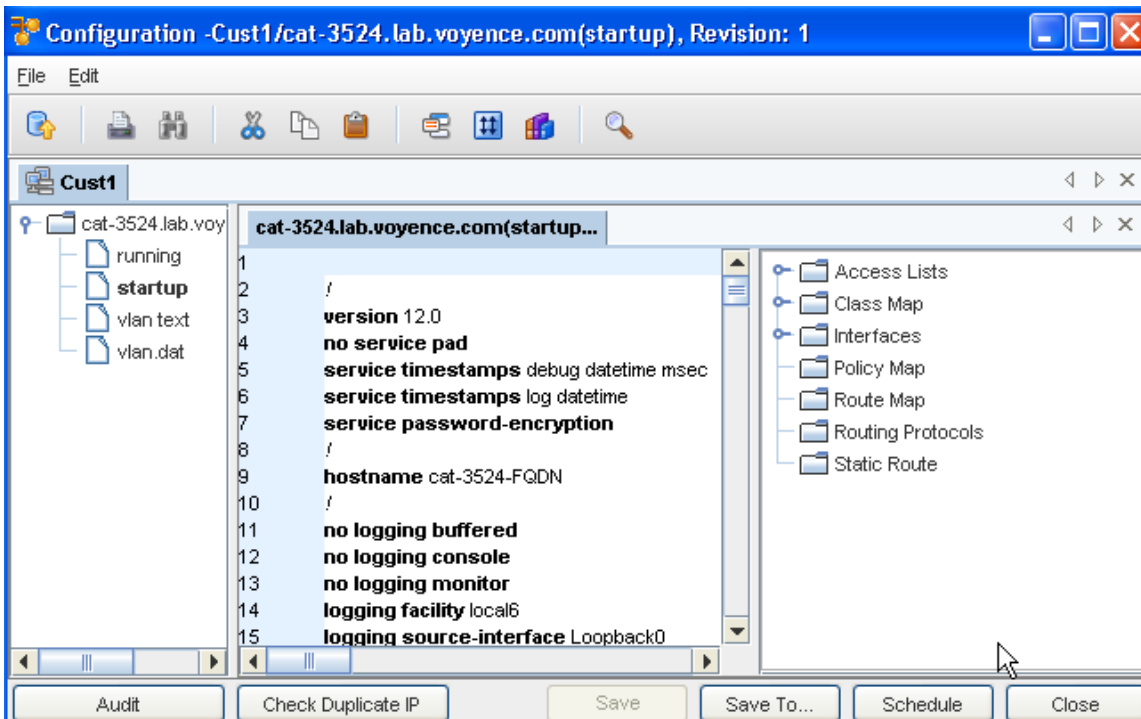 Configuration -Cust1/cat-3524.lab.voyence.com(startup), Revision: 1
File Edit
Cust1
cat-3524.lab.voy
running
startup
vlan text
vlan.dat
cat-3524.lab.voyence.com(startup...
1
2 !
3 version 12.0
4 no service pad
5 service timestamps debug datetime msec
6 service timestamps log datetime
7 service password-encryption
8 !
9 hostname cat-3524-FQDN
10 !
11 no logging buffered
12 no logging console
13 no logging monitor
14 logging facility local6
15 logging source-interface Loopback0
Access Lists
Class Map
Interfaces
Policy Map
Route Map
Routing Protocols
Static Route
Audit Check Duplicate IP Save Save To... Schedule Close